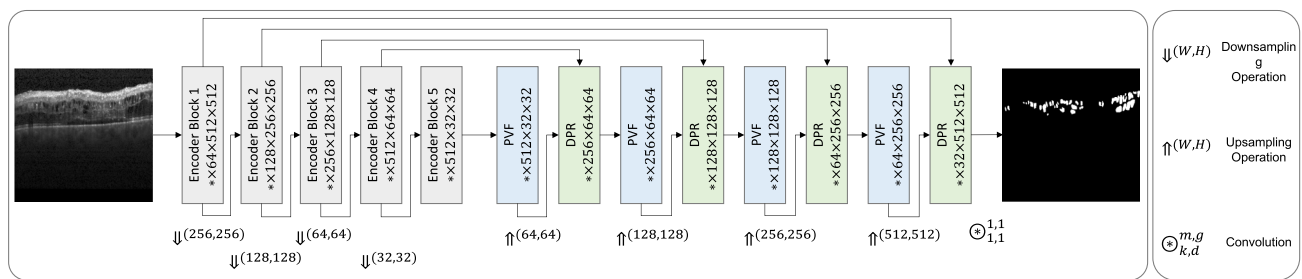 Encoder Block 1
∗×64×512×512
Encoder Block 2
∗×128×256×256
Encoder Block 3
∗×256×128×128
Encoder Block 4
∗×512×64×64
Encoder Block 5
∗×512×32×32
PVF
∗×512×32×32
DPR
∗×256×64×64
PVF
∗×256×64×64
DPR
∗×128×128×128
PVF
∗×128×128×128
DPR
∗×64×256×256
PVF
∗×64×256×256
DPR
∗×32×512×512
⇓(256,256)
⇓(128,128)
⇓(64,64)
⇓(32,32)
⇑(64,64)
⇑(128,128)
⇑(256,256)
⇑(512,512)
⊛1,1
1,1
⇓(W,H)
Downsamplin
g
Operation
⇑(W,H)
Upsampling
Operation
⊛m,g
k,d
Convolution